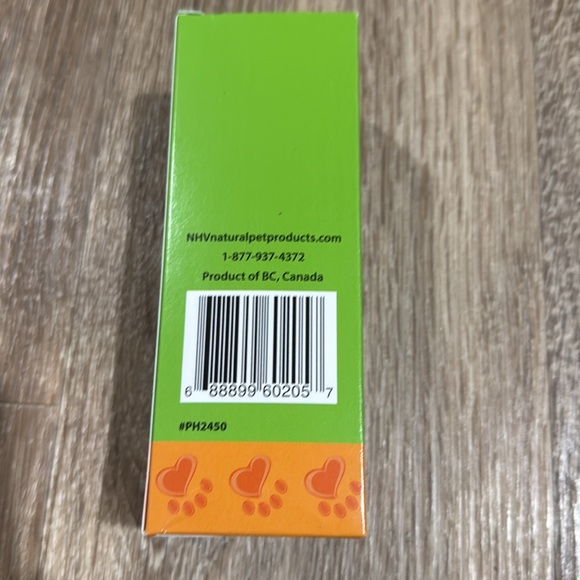 NHVnaturalpetproducts.com
1-877-937-4372
Product of BC, Canada
6 88899 60205 7
#PH2450